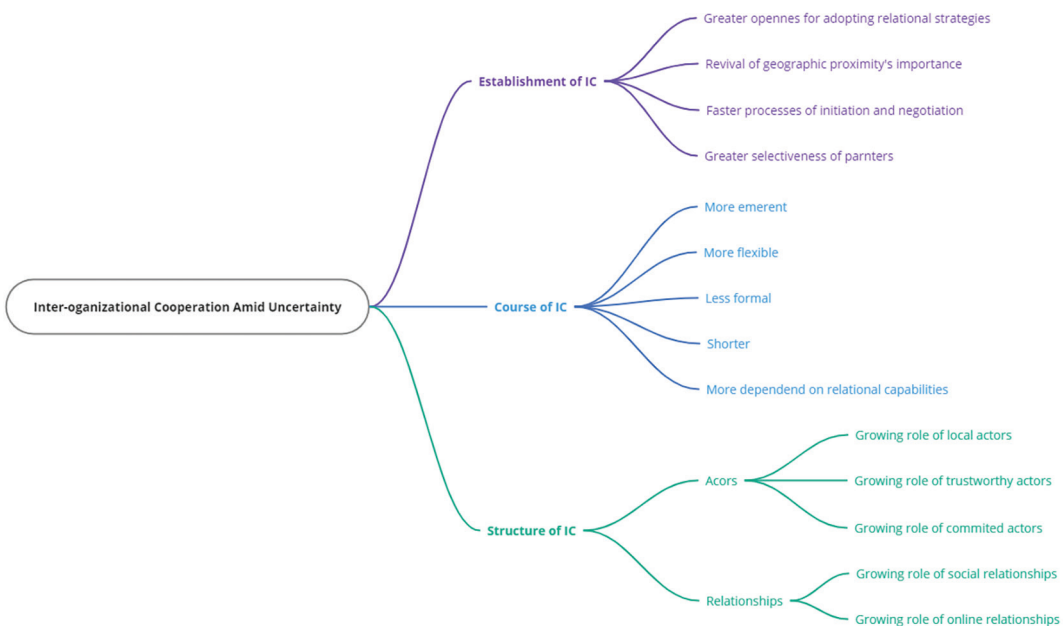 Inter-oganizational Cooperation Amid Uncertainty
Establishment of IC
Greater opennes for adopting relational strategies
Revival of geographic proximity's importance
Faster processes of initiation and negotiation
Greater selectiveness of parnters
Course of IC
More emerent
More flexible
Less formal
Shorter
More dependend on relational capabilities
Structure of IC
Acors
Growing role of local actors
Growing role of trustworthy actors
Growing role of commited actors
Relationships
Growing role of social relationships
Growing role of online relationships